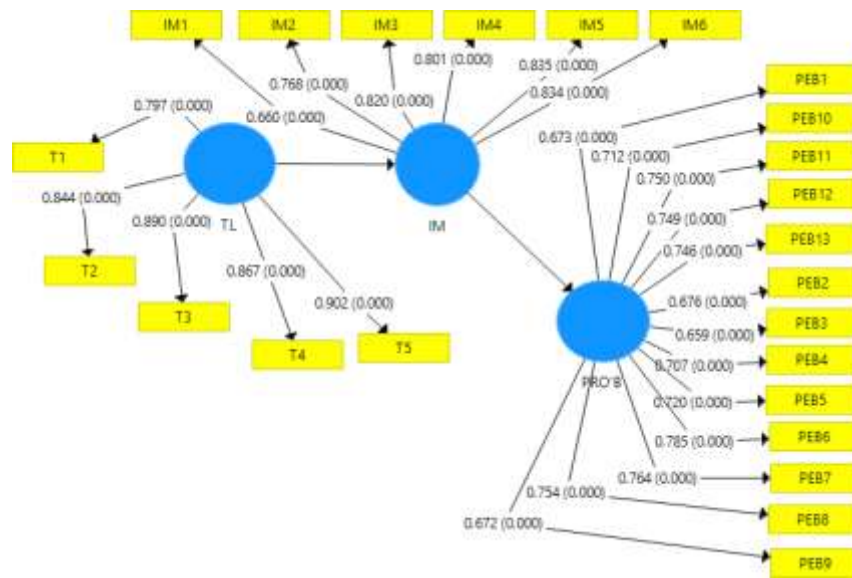 IM1
IM2
IM3
IM4
IM5
IM6
0.660 (0.000)
0.768 (0.000)
0.820 (0.000)
0.801 (0.000)
0.835 (0.000)
0.834 (0.000)
TL
IM
PRO'B
0.797 (0.000)
T1
0.844 (0.000)
T2
0.890 (0.000)
T3
0.867 (0.000)
T4
0.902 (0.000)
T5
0.673 (0.000)
PEB1
0.712 (0.000)
PEB10
0.750 (0.000)
PEB11
0.749 (0.000)
PEB12
0.746 (0.000)
PEB13
0.676 (0.000)
PEB2
0.659 (0.000)
PEB3
0.707 (0.000)
PEB4
0.720 (0.000)
PEB5
0.785 (0.000)
PEB6
0.764 (0.000)
PEB7
0.754 (0.000)
PEB8
0.672 (0.000)
PEB9